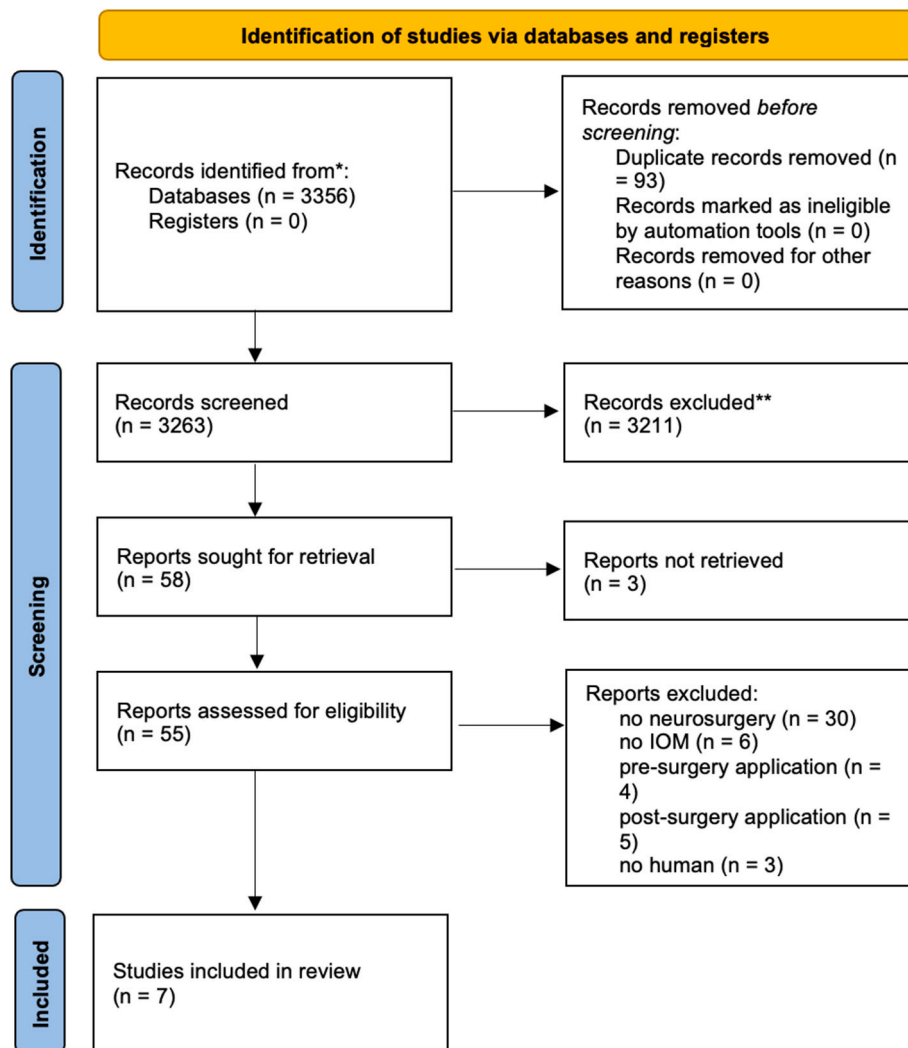 Identification of studies via databases and registers
Identification
Records identified from*:
Databases (n = 3356)
Registers (n = 0)
Records removed before
screening:
Duplicate records removed (n
= 93)
Records marked as ineligible
by automation tools (n = 0)
Records removed for other
reasons (n = 0)
Screening
Records screened
(n = 3263)
Records excluded**
(n = 3211)
Reports sought for retrieval
(n = 58)
Reports not retrieved
(n = 3)
Reports assessed for eligibility
(n = 55)
Reports excluded:
no neurosurgery (n = 30)
no IOM (n = 6)
pre-surgery application (n =
4)
post-surgery application (n =
5)
no human (n = 3)
Included
Studies included in review
(n = 7)